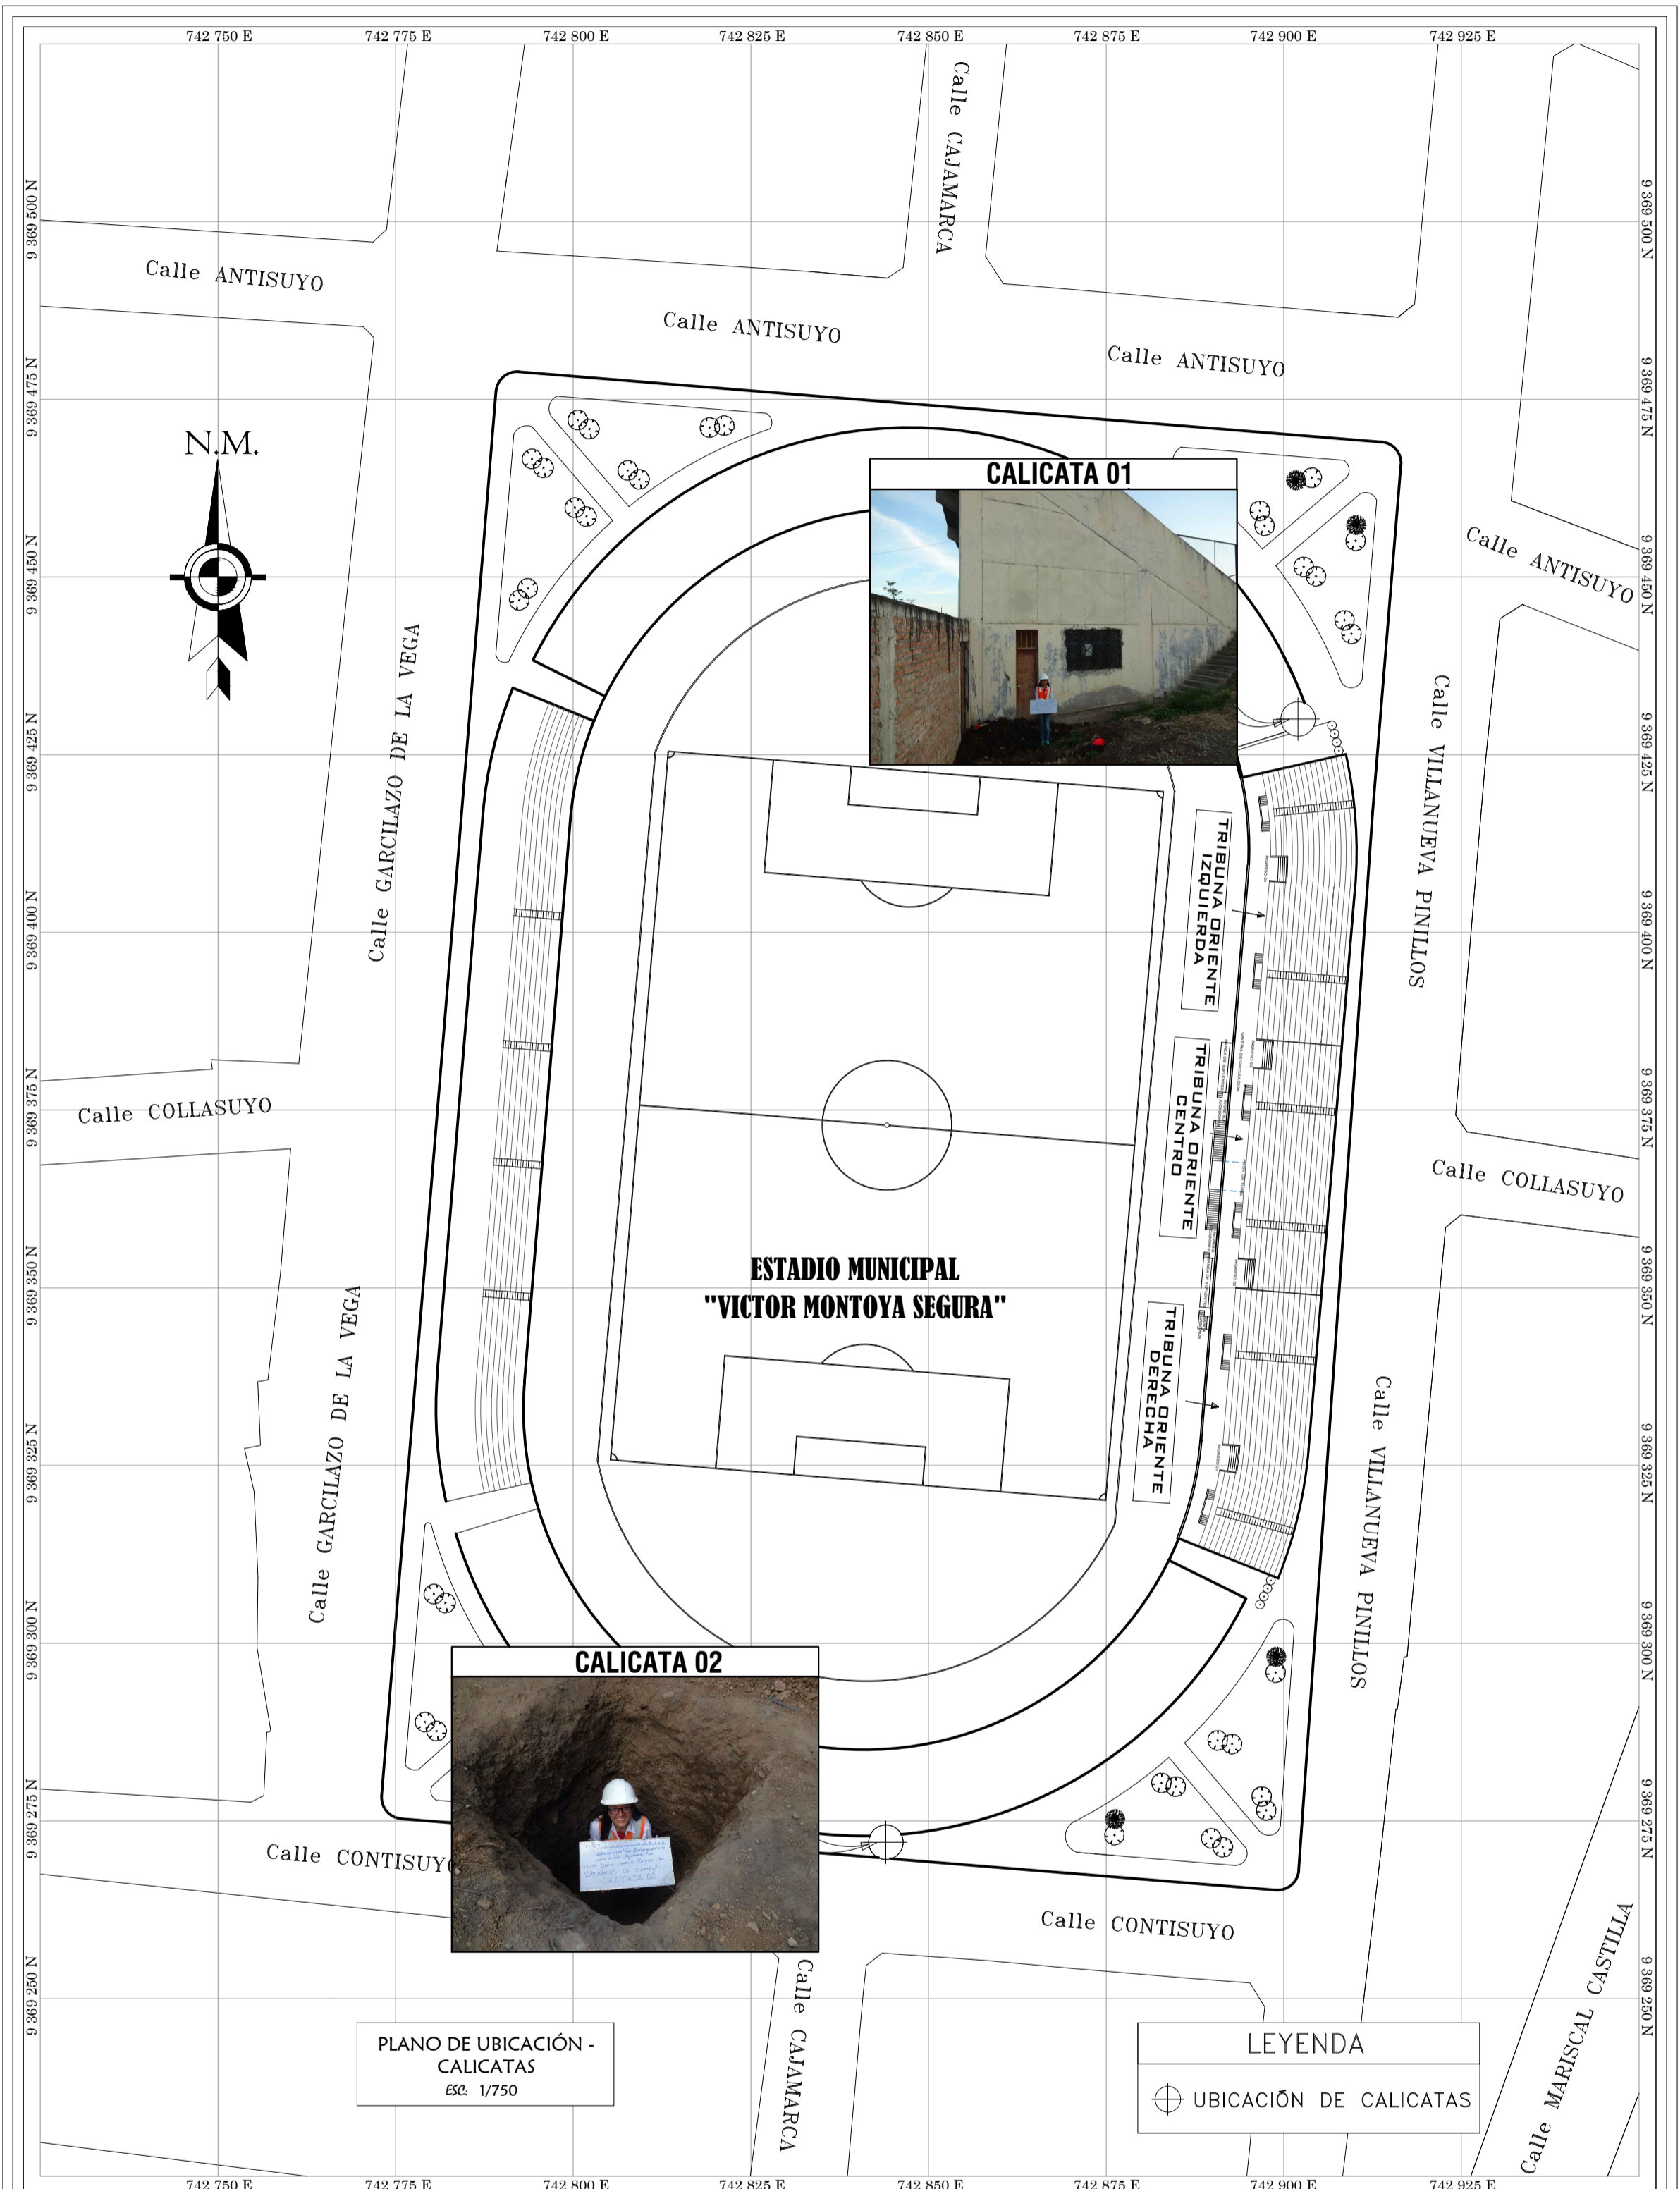 742 750 E
742 775 E
742 800 E
742 825 E
742 850 E
742 875 E
742 900 E
742 925 E
Calle CAJAMARCA
9 369 500 N
9 369 500 N
Calle ANTISUYO
Calle ANTISUYO
Calle ANTISUYO
9 369 475 N
9 369 475 N
N.M.
CALICATA 01
Calle ANTISUYO
9 369 450 N
9 369 450 N
Calle GARCILAZO DE LA VEGA
Calle VILLANUEVA PINILLOS
9 369 425 N
9 369 425 N
TRIBUNA ORIENTE
IZQUIERDA
9 369 400 N
9 369 400 N
TRIBUNA ORIENTE
CENTRO
9 369 375 N
9 369 375 N
Calle COLLASUYO
Calle COLLASUYO
ESTADIO MUNICIPAL
"VICTOR MONTOYA SEGURA"
9 369 350 N
9 369 350 N
TRIBUNA ORIENTE
DERECHA
Calle GARCILAZO DE LA VEGA
Calle VILLANUEVA PINILLOS
9 369 325 N
9 369 325 N
9 369 300 N
9 369 300 N
CALICATA 02
9 369 275 N
9 369 275 N
Calle CONTISUYO
CALICATA 02
Calle CONTISUYO
9 369 250 N
9 369 250 N
Calle CAJAMARCA
Calle MARISCAL CASTILLA
PLANO DE UBICACIÓN -
CALICATAS
ESC: 1/750
LEYENDA
UBICACIÓN DE CALICATAS
742 750 E
742 775 E
742 800 E
742 825 E
742 850 E
742 875 E
742 900 E
742 925 E